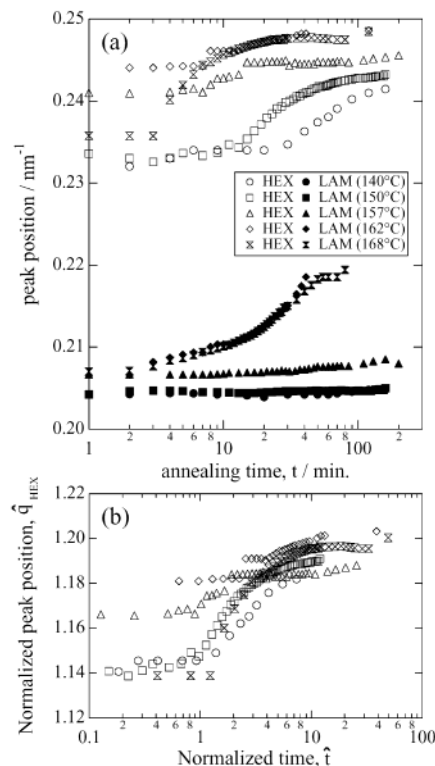 (a)
0.25
0.24
0.23
0.22
0.21
0.20
peak position / nm⁻¹
HEX LAM (140°C)
HEX LAM (150°C)
HEX LAM (157°C)
HEX LAM (162°C)
HEX LAM (168°C)
1 2 4 6 8 10 2 4 6 8 100 2
annealing time, t / min.
(b)
1.22
1.20
1.18
1.16
1.14
1.12
Normalized peak position, q̂HEX
0.1 2 4 6 8 1 2 4 6 8 10 2 4 6 8 100
Normalized time, t̂